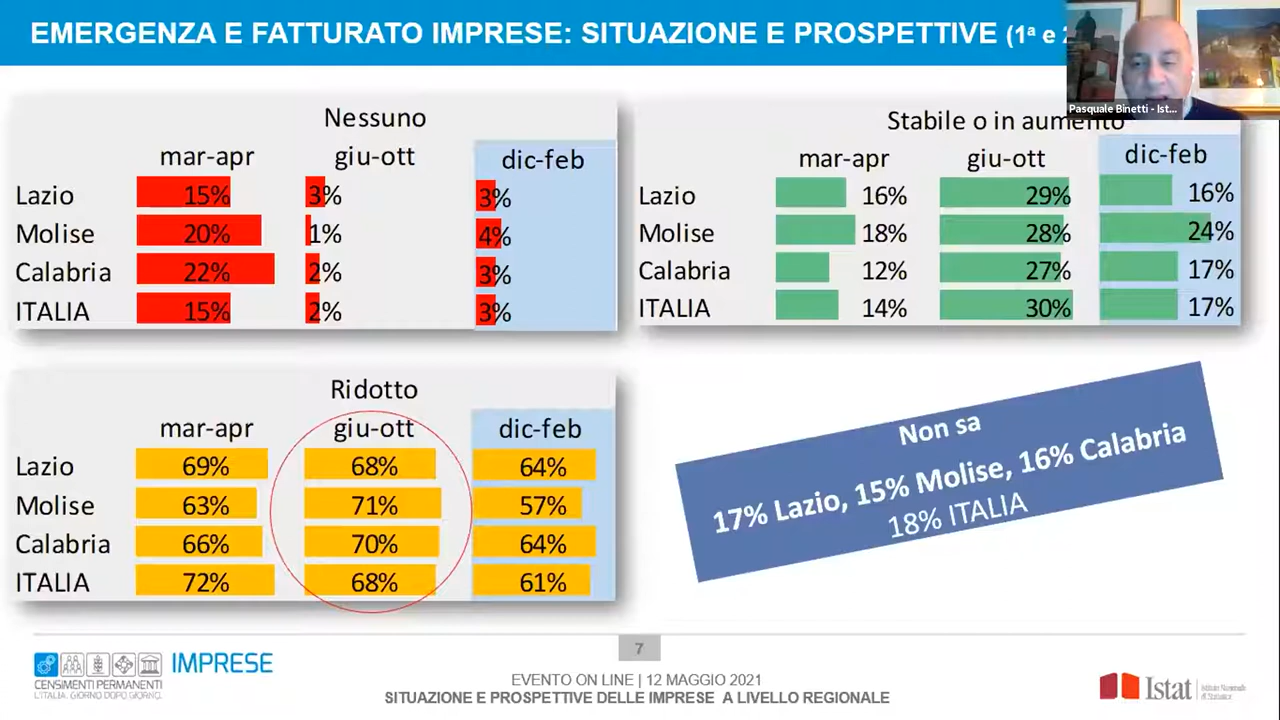 EMERGENZA E FATTURATO IMPRESE: SITUAZIONE E PROSPETTIVE (1ª e
Pasquale Binetti - Ist...
Nessuno
mar-apr giu-ott dic-feb
Lazio 15% 3% 3%
Molise 20% 1% 4%
Calabria 22% 2% 3%
ITALIA 15% 2% 3%
Stabile o in aumento
mar-apr giu-ott dic-feb
Lazio 16% 29% 16%
Molise 18% 28% 24%
Calabria 12% 27% 17%
ITALIA 14% 30% 17%
Ridotto
mar-apr giu-ott dic-feb
Lazio 69% 68% 64%
Molise 63% 71% 57%
Calabria 66% 70% 64%
ITALIA 72% 68% 61%
Non sa
17% Lazio, 15% Molise, 16% Calabria
18% ITALIA
7
IMPRESE
CENSIMENTI PERMANENTI
L'ITALIA, GIORNO DOPO GIORNO.
EVENTO ON LINE | 12 MAGGIO 2021
SITUAZIONE E PROSPETTIVE DELLE IMPRESE A LIVELLO REGIONALE
Istat
Istituto Nazionale
di Statistica